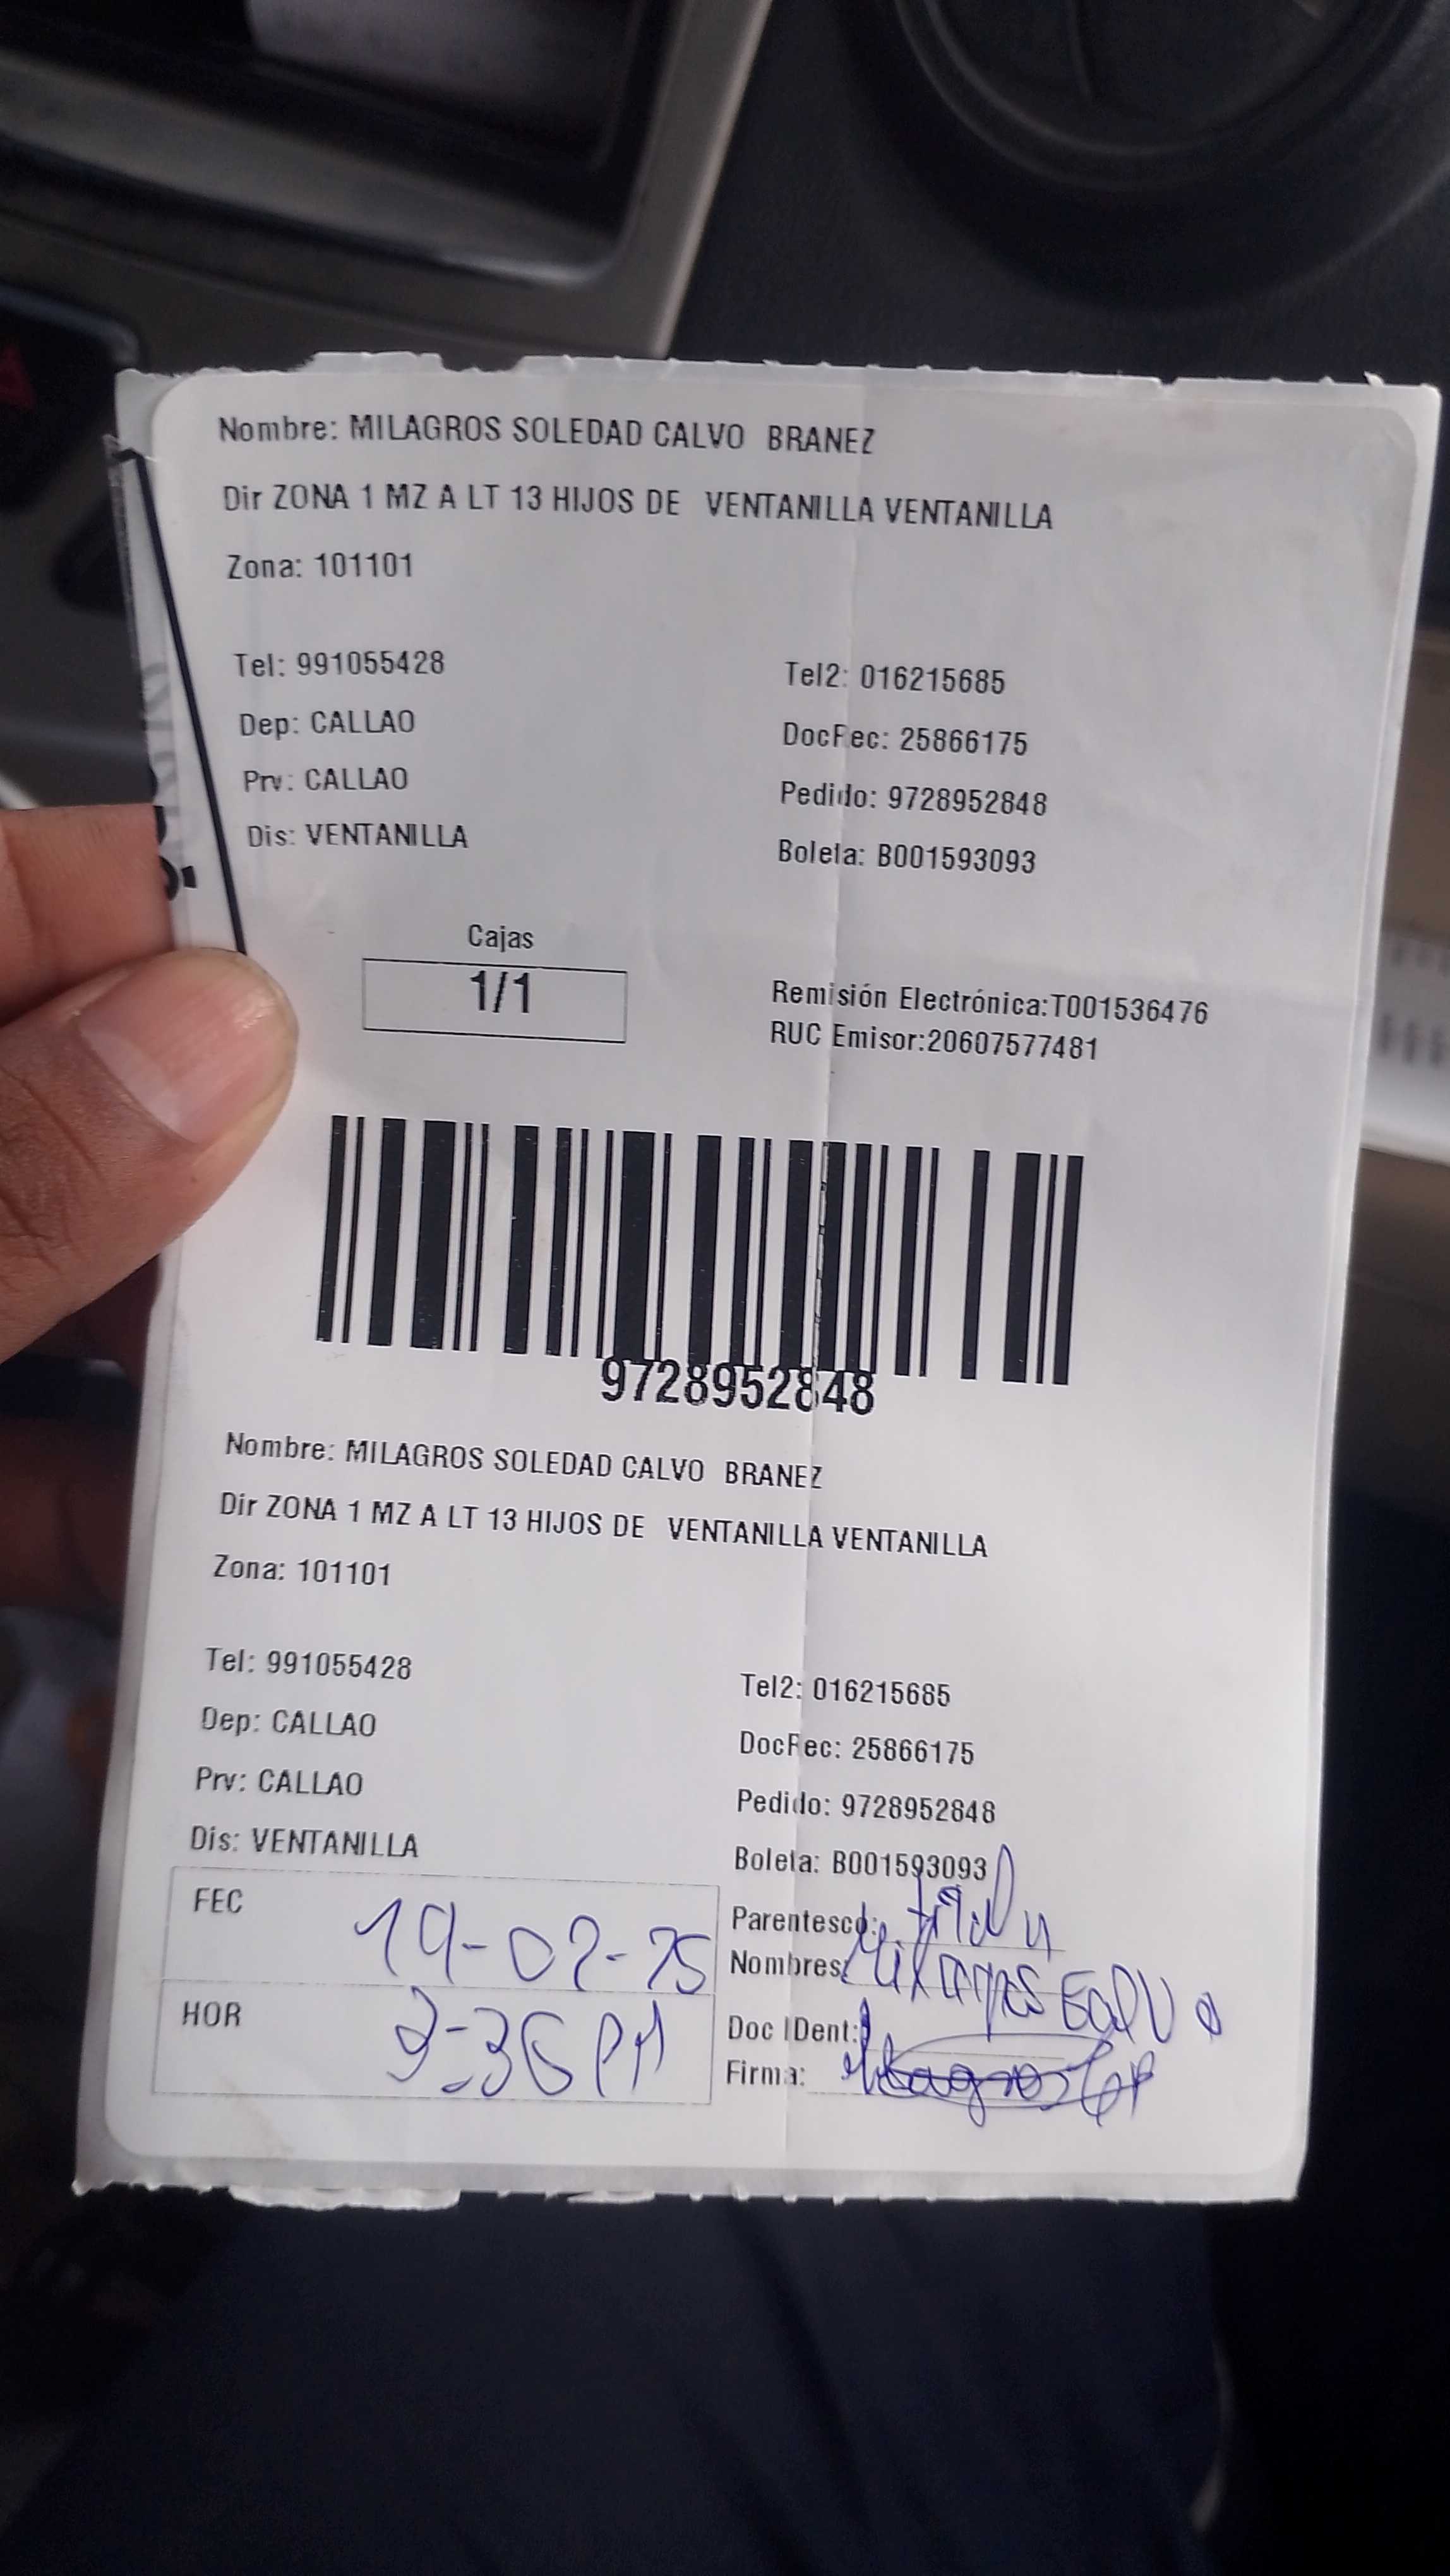 Nombre: MILAGROS SOLEDAD CALVO BRANEZ
Dir ZONA 1 MZ A LT 13 HIJOS DE VENTANILLA VENTANILLA
Zona: 101101
Tel: 991055428 Tel2: 016215685
Dep: CALLAO DocRec: 25866175
Prv: CALLAO Pedido: 9728952848
Dis: VENTANILLA Boleta: B001593093
Cajas
1/1
Remisión Electrónica:T001536476
RUC Emisor:20607577481
9728952848
Nombre: MILAGROS SOLEDAD CALVO BRANEZ
Dir ZONA 1 MZ A LT 13 HIJOS DE VENTANILLA VENTANILLA
Zona: 101101
Tel: 991055428 Tel2: 016215685
Dep: CALLAO DocRec: 25866175
Prv: CALLAO Pedido: 9728952848
Dis: VENTANILLA Boleta: B001593093
FEC Parentesco:
Nombres:
HOR Doc IDent:
Firma: